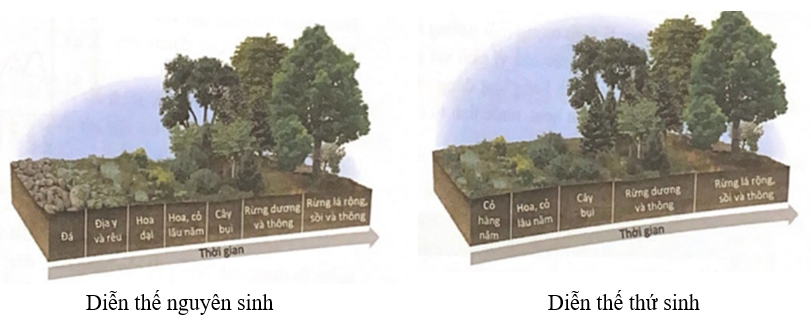 Đá
Địa y
và rêu
Hoa
dại
Hoa, cỏ
lâu năm
Cây
bụi
Rừng dương
và thông
Rừng lá rộng,
sồi và thông
Thời gian
Diễn thế nguyên sinh
Cỏ
hàng
năm
Hoa, cỏ
lâu năm
Cây
bụi
Rừng dương
và thông
Rừng lá rộng,
sồi và thông
Thời gian
Diễn thế thứ sinh